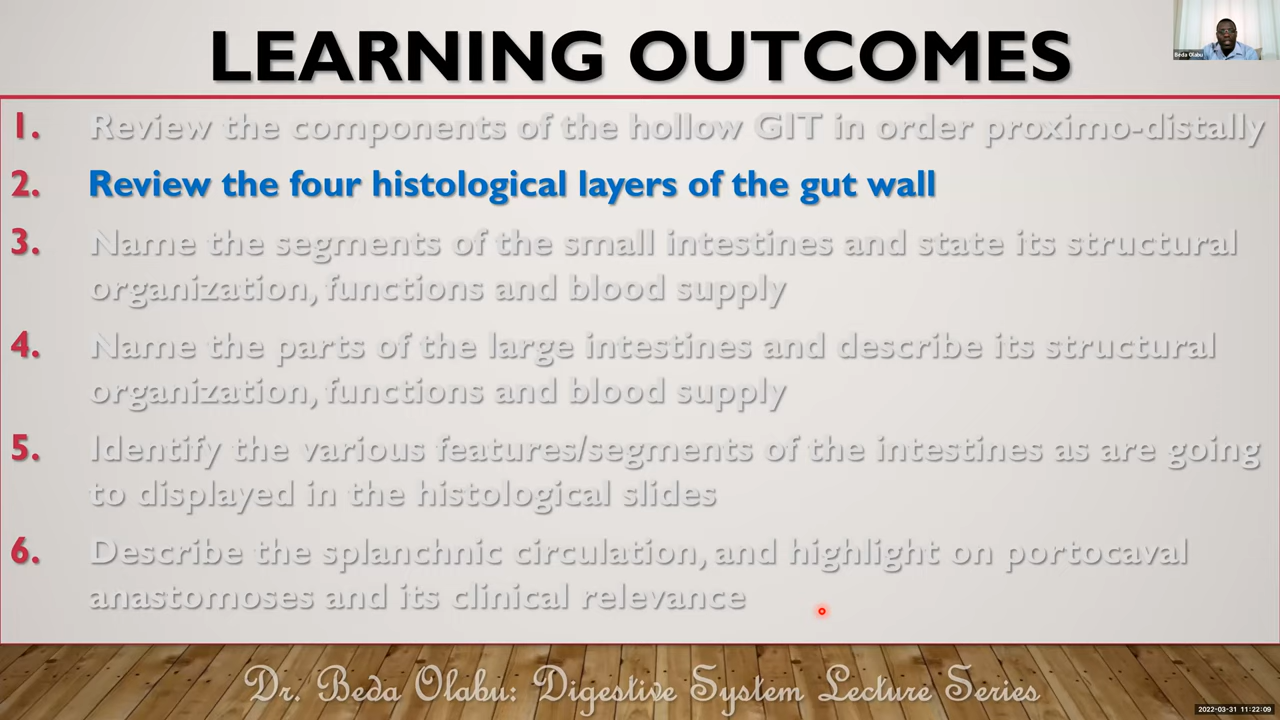 LEARNING OUTCOMES
Beda Olabu
1. Review the components of the hollow GIT in order proximo-distally
2. Review the four histological layers of the gut wall
3. Name the segments of the small intestines and state its structural
organization, functions and blood supply
4. Name the parts of the large intestines and describe its structural
organization, functions and blood supply
5. Identify the various features/segments of the intestines as are going
to displayed in the histological slides
6. Describe the splanchnic circulation, and highlight on portocaval
anastomoses and its clinical relevance
Dr. Beda Olabu: Digestive System Lecture Series
2022-03-31 11:22:09